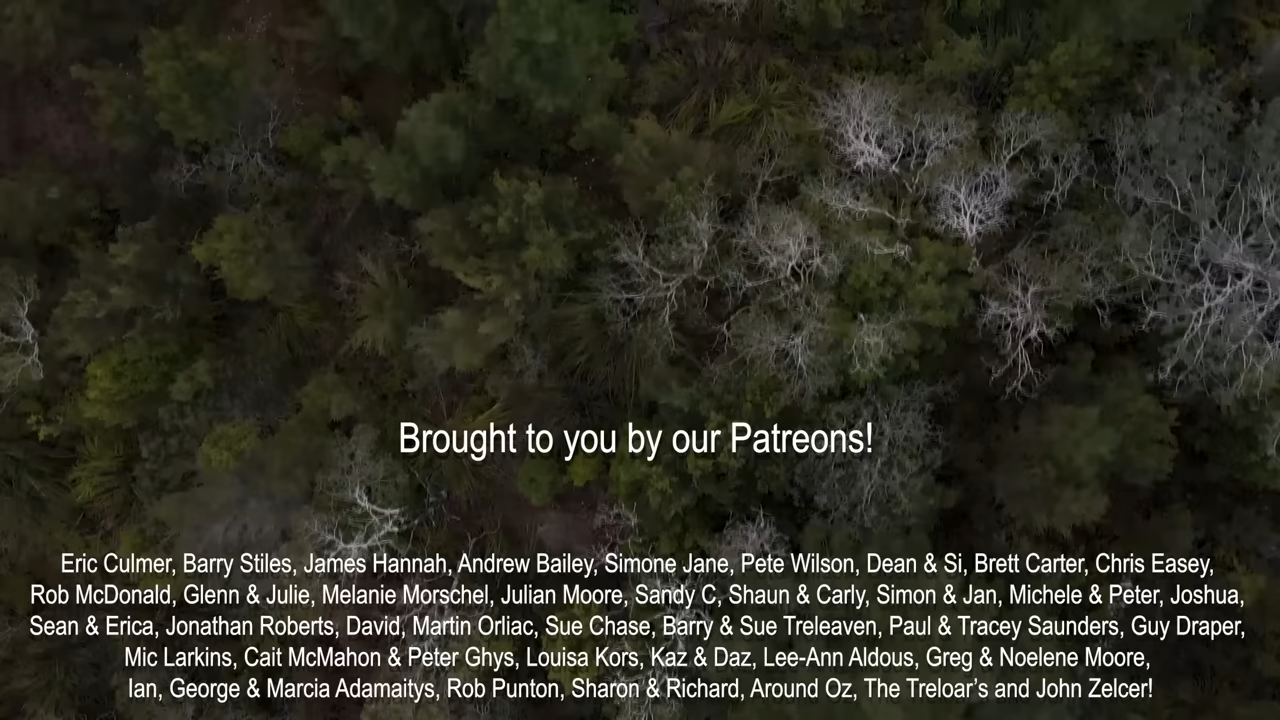 Brought to you by our Patreons!
Eric Culmer, Barry Stiles, James Hannah, Andrew Bailey, Simone Jane, Pete Wilson, Dean & Si, Brett Carter, Chris Easey,
Rob McDonald, Glenn & Julie, Melanie Morschel, Julian Moore, Sandy C, Shaun & Carly, Simon & Jan, Michele & Peter, Joshua,
Sean & Erica, Jonathan Roberts, David, Martin Orliac, Sue Chase, Barry & Sue Treleaven, Paul & Tracey Saunders, Guy Draper,
Mic Larkins, Cait McMahon & Peter Ghys, Louisa Kors, Kaz & Daz, Lee-Ann Aldous, Greg & Noelene Moore,
Ian, George & Marcia Adamaitys, Rob Punton, Sharon & Richard, Around Oz, The Treloar’s and John Zelcer!